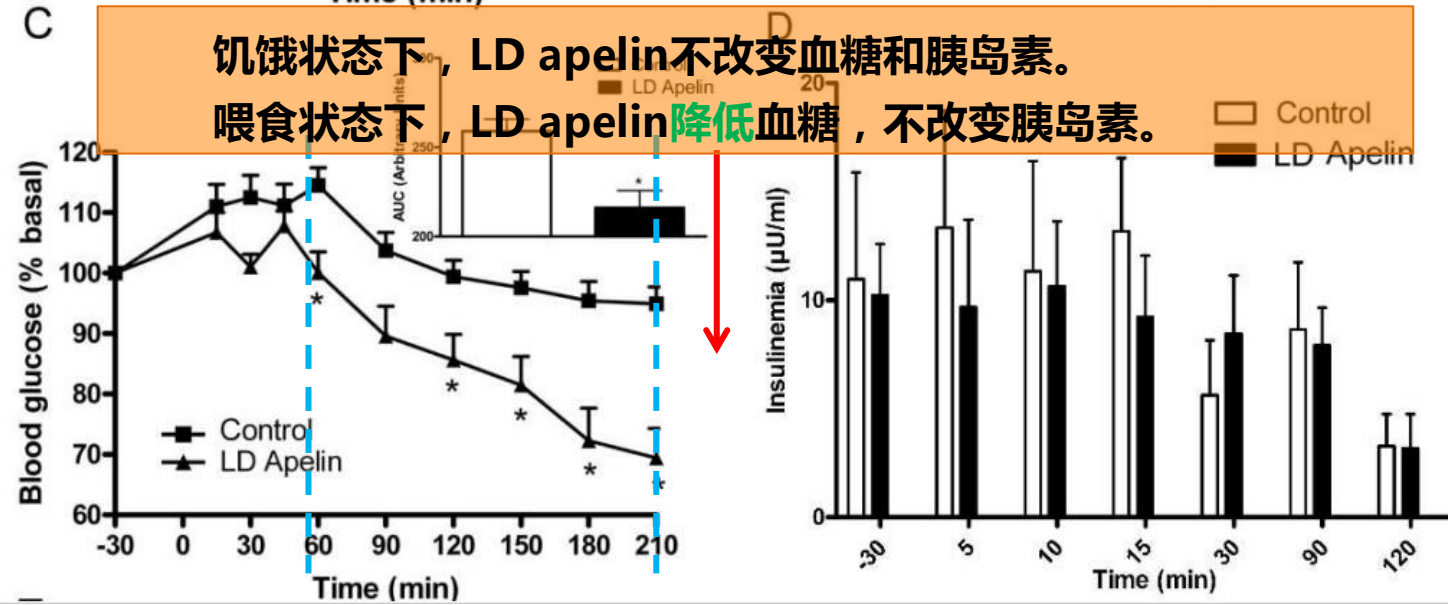 Time (min)
C
D
饥饿状态下，LD apelin不改变血糖和胰岛素。
喂食状态下，LD apelin降低血糖，不改变胰岛素。
Blood glucose (% basal)
120
110
100
90
80
70
60
-30 0 30 60 90 120 150 180 210
Time (min)
Control
LD Apelin
* * * * *
AUC (Arbitrary units)
300
250
200
Control
LD Apelin
*
Insulinemia (µU/ml)
20
10
0
-30 5 10 15 30 90 120
Time (min)
Control
LD Apelin